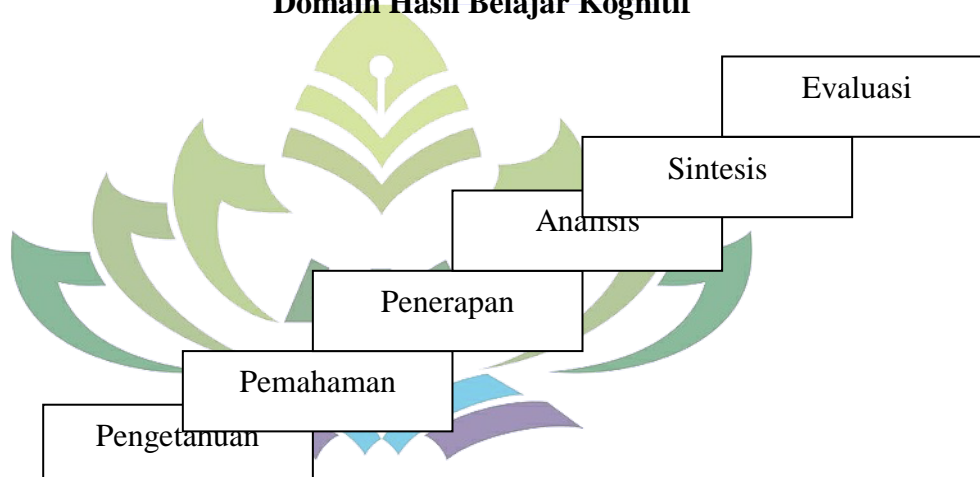 Domain Hasil Belajar Kognitif
Evaluasi
Sintesis
Analisis
Penerapan
Pemahaman
Pengetahuan